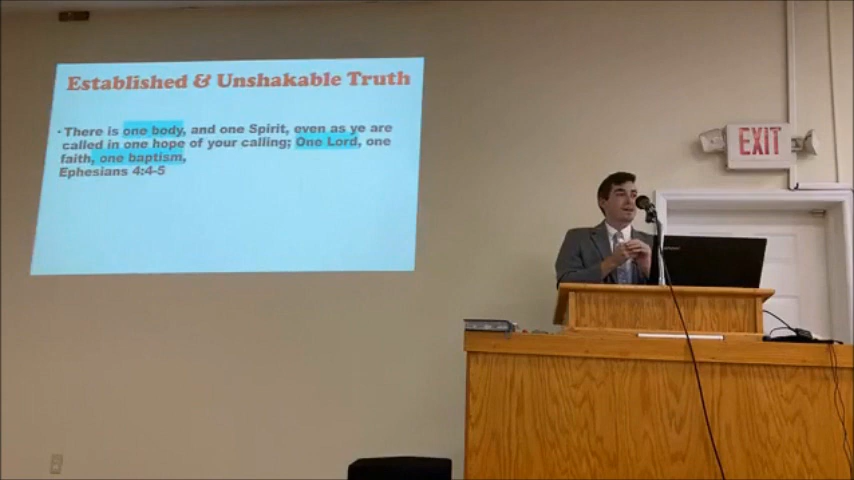 Established & Unshakable Truth
• There is one body, and one Spirit, even as ye are
called in one hope of your calling; One Lord, one
faith, one baptism,
Ephesians 4:4-5
EXIT